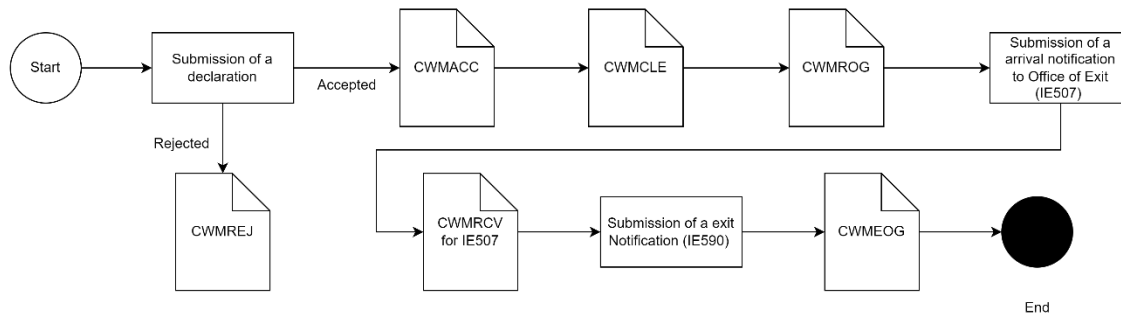 Start
Submission of a
declaration
Accepted
CWMACC
CWMCLE
CWMROG
Submission of a
arrival notification
to Office of Exit
(IE507)
Rejected
CWMREJ
CWMRCV
for IE507
Submission of a exit
Notification (IE590)
CWMEOG
End